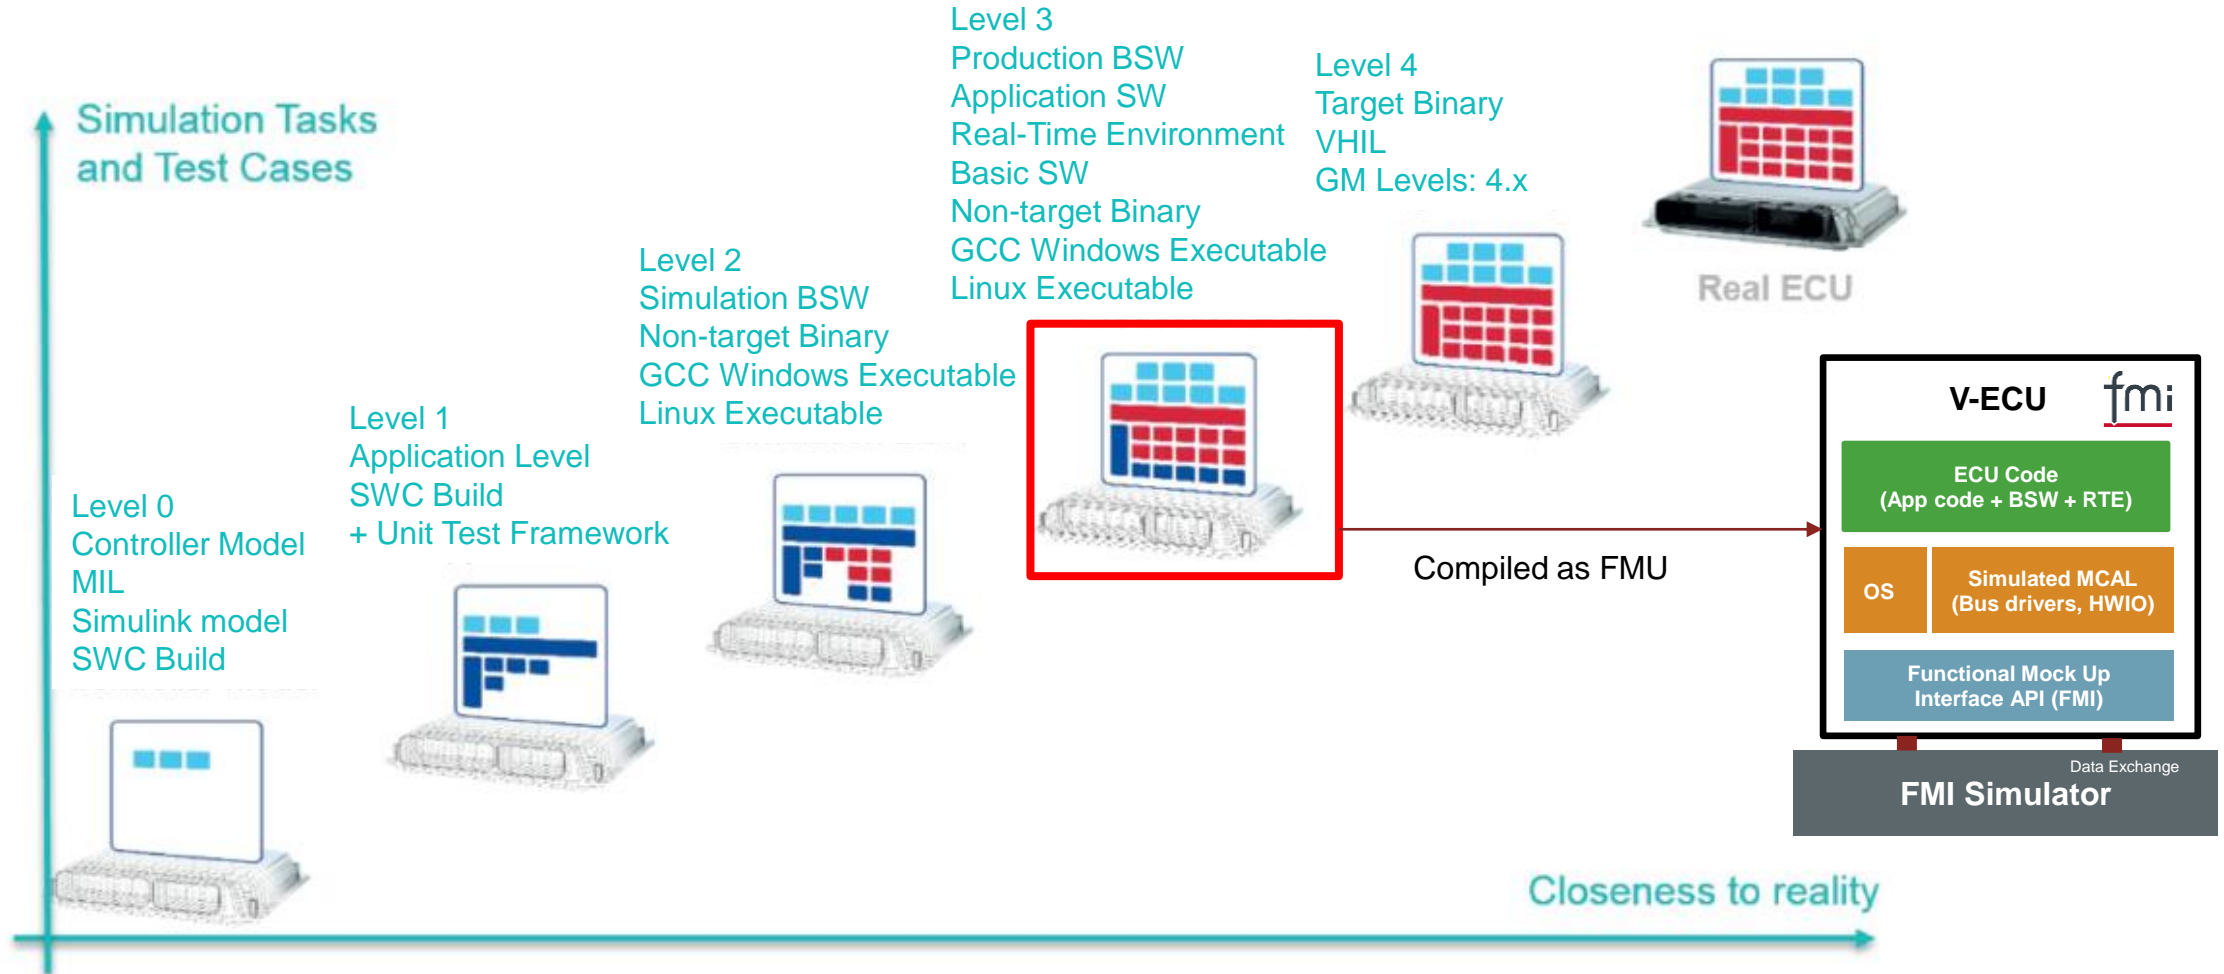 Simulation Tasks
and Test Cases
Level 0
Controller Model
MIL
Simulink model
SWC Build
Level 1
Application Level
SWC Build
+ Unit Test Framework
Level 2
Simulation BSW
Non-target Binary
GCC Windows Executable
Linux Executable
Level 3
Production BSW
Application SW
Real-Time Environment
Basic SW
Non-target Binary
GCC Windows Executable
Linux Executable
Level 4
Target Binary
VHIL
GM Levels: 4.x
Real ECU
Compiled as FMU
V-ECU
fmi
ECU Code
(App code + BSW + RTE)
OS
Simulated MCAL
(Bus drivers, HWIO)
Functional Mock Up
Interface API (FMI)
Data Exchange
FMI Simulator
Closeness to reality